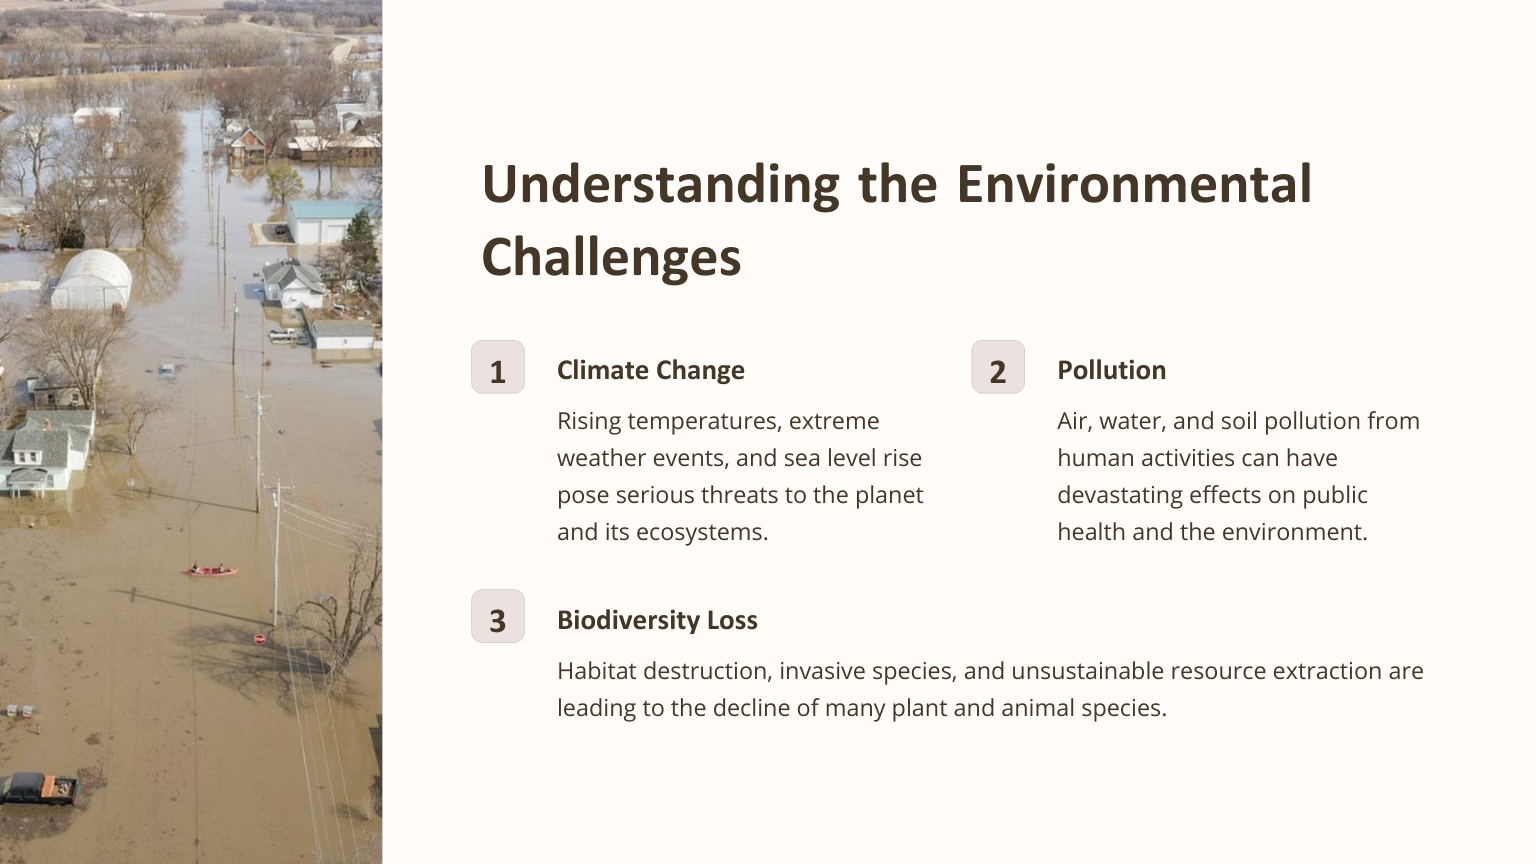 Understanding the Environmental
Challenges
1
Climate Change
Rising temperatures, extreme
weather events, and sea level rise
pose serious threats to the planet
and its ecosystems.
2
Pollution
Air, water, and soil pollution from
human activities can have
devastating effects on public
health and the environment.
3
Biodiversity Loss
Habitat destruction, invasive species, and unsustainable resource extraction are
leading to the decline of many plant and animal species.